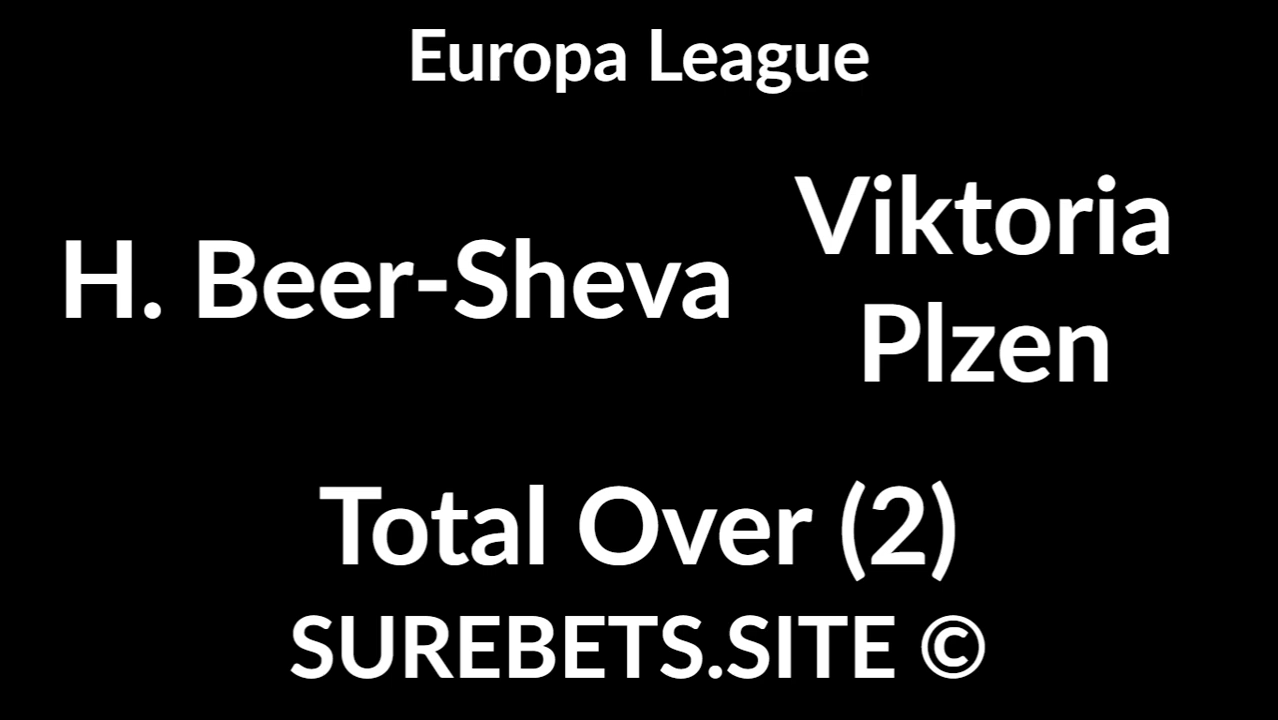 Europa League
H. Beer-Sheva
Viktoria
Plzen
Total Over (2)
SUREBETS.SITE ©